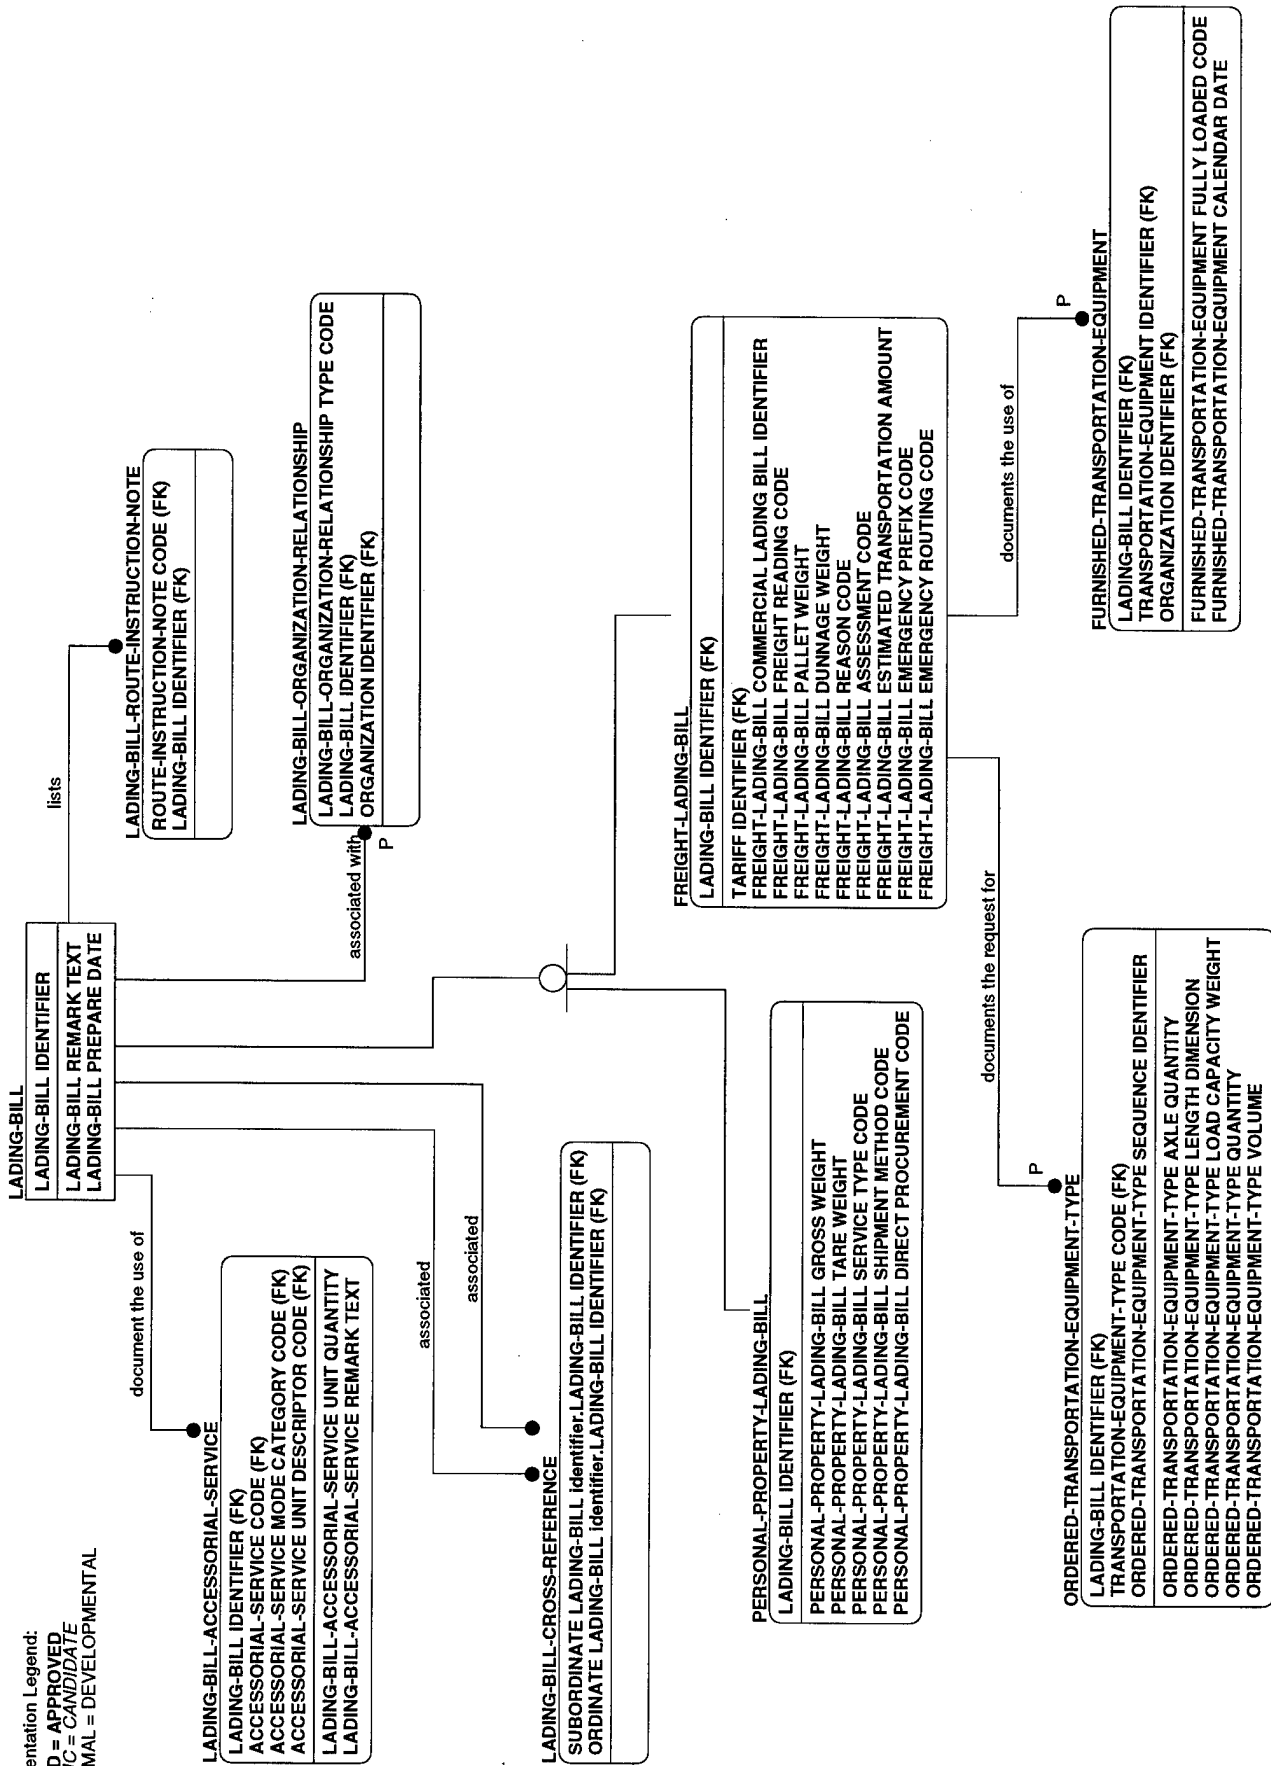 entation Legend:
D = APPROVED
IC = CANDIDATE
MAL = DEVELOPMENTAL
LADING-BILL
LADING-BILL IDENTIFIER
LADING-BILL REMARK TEXT
LADING-BILL PREPARE DATE
document the use of
associated
associated
associated with
P
lists
LADING-BILL-ACCESSORIAL-SERVICE
LADING-BILL IDENTIFIER (FK)
ACCESSORIAL-SERVICE CODE (FK)
ACCESSORIAL-SERVICE MODE CATEGORY CODE (FK)
ACCESSORIAL-SERVICE UNIT DESCRIPTOR CODE (FK)
LADING-BILL-ACCESSORIAL-SERVICE UNIT QUANTITY
LADING-BILL-ACCESSORIAL-SERVICE REMARK TEXT
LADING-BILL-ROUTE-INSTRUCTION-NOTE
ROUTE-INSTRUCTION-NOTE CODE (FK)
LADING-BILL IDENTIFIER (FK)
LADING-BILL-ORGANIZATION-RELATIONSHIP
LADING-BILL-ORGANIZATION-RELATIONSHIP TYPE CODE
LADING-BILL IDENTIFIER (FK)
ORGANIZATION IDENTIFIER (FK)
LADING-BILL-CROSS-REFERENCE
SUBORDINATE LADING-BILL identifier.LADING-BILL IDENTIFIER (FK)
ORDINATE LADING-BILL identifier.LADING-BILL IDENTIFIER (FK)
PERSONAL-PROPERTY-LADING-BILL
LADING-BILL IDENTIFIER (FK)
PERSONAL-PROPERTY-LADING-BILL GROSS WEIGHT
PERSONAL-PROPERTY-LADING-BILL TARE WEIGHT
PERSONAL-PROPERTY-LADING-BILL SERVICE TYPE CODE
PERSONAL-PROPERTY-LADING-BILL SHIPMENT METHOD CODE
PERSONAL-PROPERTY-LADING-BILL DIRECT PROCUREMENT CODE
FREIGHT-LADING-BILL
LADING-BILL IDENTIFIER (FK)
TARIFF IDENTIFIER (FK)
FREIGHT-LADING-BILL COMMERCIAL LADING BILL IDENTIFIER
FREIGHT-LADING-BILL FREIGHT READING CODE
FREIGHT-LADING-BILL PALLET WEIGHT
FREIGHT-LADING-BILL DUNNAGE WEIGHT
FREIGHT-LADING-BILL REASON CODE
FREIGHT-LADING-BILL ASSESSMENT CODE
FREIGHT-LADING-BILL ESTIMATED TRANSPORTATION AMOUNT
FREIGHT-LADING-BILL EMERGENCY PREFIX CODE
FREIGHT-LADING-BILL EMERGENCY ROUTING CODE
documents the request for
P
documents the use of
P
ORDERED-TRANSPORTATION-EQUIPMENT-TYPE
LADING-BILL IDENTIFIER (FK)
TRANSPORTATION-EQUIPMENT-TYPE CODE (FK)
ORDERED-TRANSPORTATION-EQUIPMENT-TYPE SEQUENCE IDENTIFIER
ORDERED-TRANSPORTATION-EQUIPMENT-TYPE AXLE QUANTITY
ORDERED-TRANSPORTATION-EQUIPMENT-TYPE LENGTH DIMENSION
ORDERED-TRANSPORTATION-EQUIPMENT-TYPE LOAD CAPACITY WEIGHT
ORDERED-TRANSPORTATION-EQUIPMENT-TYPE QUANTITY
ORDERED-TRANSPORTATION-EQUIPMENT-TYPE VOLUME
FURNISHED-TRANSPORTATION-EQUIPMENT
LADING-BILL IDENTIFIER (FK)
TRANSPORTATION-EQUIPMENT IDENTIFIER (FK)
ORGANIZATION IDENTIFIER (FK)
FURNISHED-TRANSPORTATION-EQUIPMENT FULLY LOADED CODE
FURNISHED-TRANSPORTATION-EQUIPMENT CALENDAR DATE